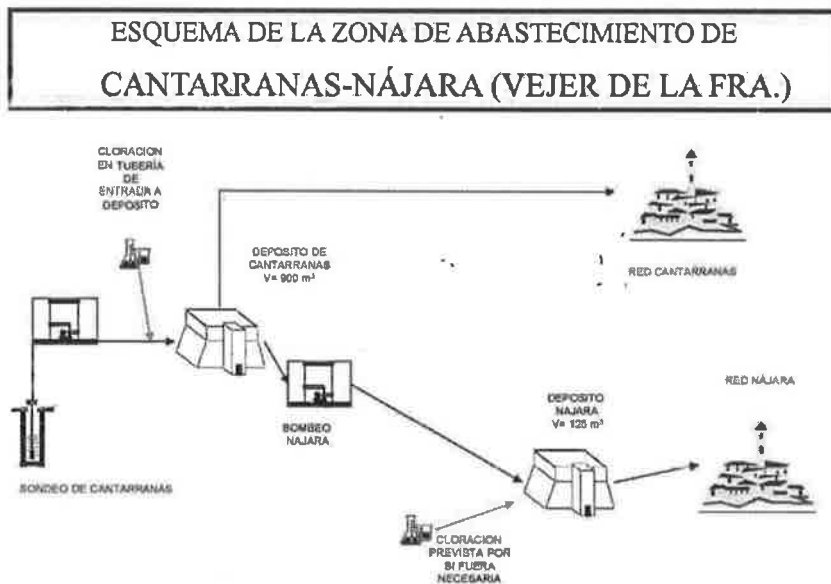 ESQUEMA DE LA ZONA DE ABASTECIMIENTO DE
CANTARRANAS-NÁJARA (VEJER DE LA FRA.)
CLORACION
EN TUBERÍA
DE
ENTRADA A
DEPOSITO
DEPOSITO DE
CANTARRANAS
V= 900 m³
RED CANTARRANAS
SONDEO DE CANTARRANAS
BOMBEO
NAJARA
DEPOSITO
NAJARA
V= 125 m³
RED NÁJARA
CLORACION
PREVISTA POR
SI FUERA
NECESARIA